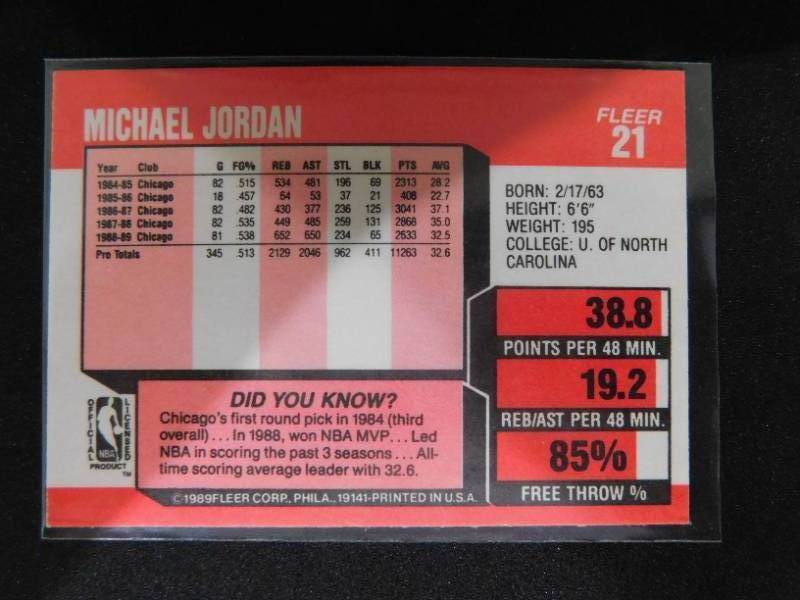 MICHAEL JORDAN
FLEER
21
Year Club G FG% REB AST STL BLK PTS AVG
1984-85 Chicago 82 .515 534 481 196 69 2313 28.2
1985-86 Chicago 18 .457 64 53 37 21 408 22.7
1986-87 Chicago 82 .482 430 377 236 125 3041 37.1
1987-88 Chicago 82 .535 449 485 259 131 2868 35.0
1988-89 Chicago 81 .538 652 650 234 65 2633 32.5
Pro Totals 345 .513 2129 2046 962 411 11263 32.6
BORN: 2/17/63
HEIGHT: 6'6"
WEIGHT: 195
COLLEGE: U. OF NORTH
CAROLINA
38.8
POINTS PER 48 MIN.
19.2
REB/AST PER 48 MIN.
85%
FREE THROW %
DID YOU KNOW?
Chicago's first round pick in 1984 (third
overall)...In 1988, won NBA MVP...Led
NBA in scoring the past 3 seasons...All-
time scoring average leader with 32.6.
OFFICIAL
LICENSED
NBA
PRODUCT
TM
©1989FLEER CORP., PHILA., 19141-PRINTED IN U.S.A.